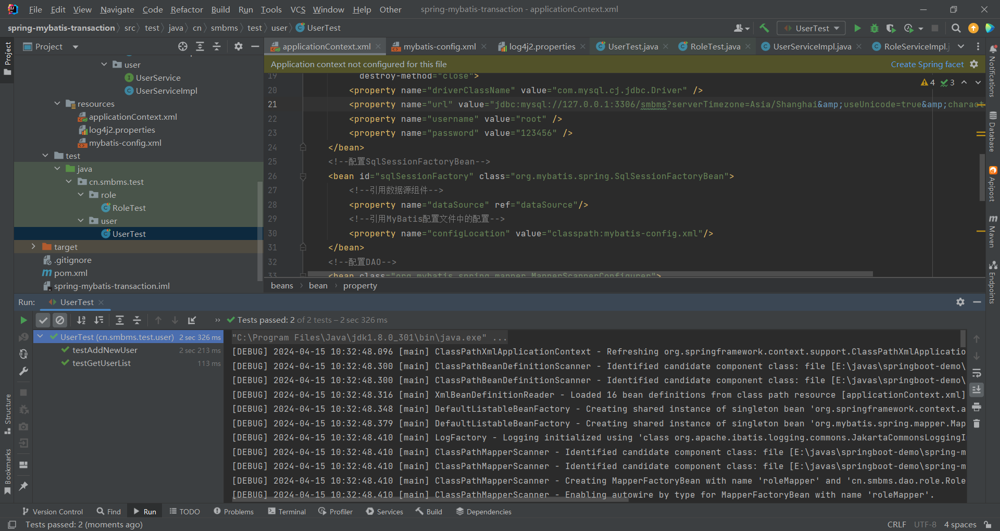 File Edit View Navigate Code Refactor Build Run Tools VCS Window Help Other spring-mybatis-transaction - applicationContext.xml
spring-mybatis-transaction src test java cn smbms test user UserTest
UserTest
Project
applicationContext.xml mybatis-config.xml log4j2.properties UserTest.java RoleTest.java UserServiceImpl.java RoleServiceImpl.j
Application context not configured for this file Create Spring facet
4 3
user
UserService
UserServiceImpl
resources
applicationContext.xml
log4j2.properties
mybatis-config.xml
test
java
cn.smbms.test
role
RoleTest
user
UserTest
target
.gitignore
pom.xml
spring-mybatis-transaction.iml
19 destroy-method="close">
20 <property name="driverClassName" value="com.mysql.cj.jdbc.Driver" />
21 <property name="url" value="jdbc:mysql://127.0.0.1:3306/smbms?serverTimezone=Asia/Shanghai&amp;useUnicode=true&amp;charact
22 <property name="username" value="root" />
23 <property name="password" value="123456" />
24 </bean>
25 <!--配置SqlSessionFactoryBean-->
26 <bean id="sqlSessionFactory" class="org.mybatis.spring.SqlSessionFactoryBean">
27 <!--引用数据源组件-->
28 <property name="dataSource" ref="dataSource"/>
29 <!--引用MyBatis配置文件中的配置-->
30 <property name="configLocation" value="classpath:mybatis-config.xml"/>
31 </bean>
32 <!--配置DAO-->
33 <bean class="org.mybatis.spring.mapper.MapperScannerConfigurer">
beans bean property
Project
Structure
Bookmarks
Notifications
Database
Apipost
Maven
Endpoints
Run: UserTest
Tests passed: 2 of 2 tests – 2 sec 326 ms
UserTest (cn.smbms.test.user) 2 sec 326 ms
testAddNewUser 2 sec 213 ms
testGetUserList 113 ms
"C:\Program Files\Java\jdk1.8.0_301\bin\java.exe" ...
[DEBUG] 2024-04-15 10:32:48.096 [main] ClassPathXmlApplicationContext - Refreshing org.springframework.context.support.ClassPathXmlApplicatio
[DEBUG] 2024-04-15 10:32:48.300 [main] ClassPathBeanDefinitionScanner - Identified candidate component class: file [E:\javas\springboot-demo\
[DEBUG] 2024-04-15 10:32:48.300 [main] ClassPathBeanDefinitionScanner - Identified candidate component class: file [E:\javas\springboot-demo\
[DEBUG] 2024-04-15 10:32:48.316 [main] XmlBeanDefinitionReader - Loaded 16 bean definitions from class path resource [applicationContext.xml]
[DEBUG] 2024-04-15 10:32:48.348 [main] DefaultListableBeanFactory - Creating shared instance of singleton bean 'org.springframework.context.a
[DEBUG] 2024-04-15 10:32:48.379 [main] DefaultListableBeanFactory - Creating shared instance of singleton bean 'org.mybatis.spring.mapper.Map
[DEBUG] 2024-04-15 10:32:48.410 [main] LogFactory - Logging initialized using 'class org.apache.ibatis.logging.commons.JakartaCommonsLoggingI
[DEBUG] 2024-04-15 10:32:48.410 [main] ClassPathMapperScanner - Identified candidate component class: file [E:\javas\springboot-demo\spring-m
[DEBUG] 2024-04-15 10:32:48.410 [main] ClassPathMapperScanner - Identified candidate component class: file [E:\javas\springboot-demo\spring-m
[DEBUG] 2024-04-15 10:32:48.410 [main] ClassPathMapperScanner - Creating MapperFactoryBean with name 'roleMapper' and 'cn.smbms.dao.role.Role
[DEBUG] 2024-04-15 10:32:48.410 [main] ClassPathMapperScanner - Enabling autowire by type for MapperFactoryBean with name 'roleMapper'.
Version Control Find Run TODO Problems Terminal Profiler Services Build Dependencies
Tests passed: 2 (moments ago) CRLF UTF-8 4 spaces